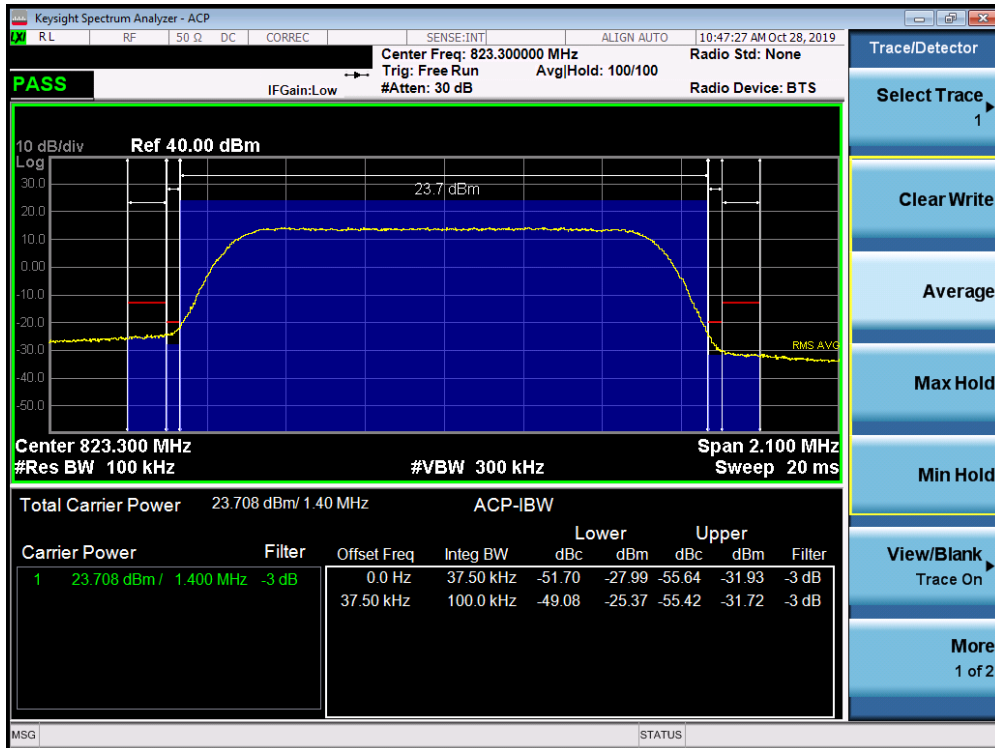 Keysight Spectrum Analyzer - ACP
LXI RL RF 50 Ω DC CORREC SENSE:INT ALIGN AUTO 10:47:27 AM Oct 28, 2019
Center Freq: 823.300000 MHz Radio Std: None
Trig: Free Run Avg|Hold: 100/100
PASS IFGain:Low #Atten: 30 dB Radio Device: BTS
10 dB/div Ref 40.00 dBm
Log
30.0
20.0
10.0
0.00
-10.0
-20.0
-30.0
-40.0
-50.0
23.7 dBm
RMS AVG
Center 823.300 MHz Span 2.100 MHz
#Res BW 100 kHz #VBW 300 kHz Sweep 20 ms
Total Carrier Power 23.708 dBm/ 1.40 MHz ACP-IBW
Lower Upper
Carrier Power Filter Offset Freq Integ BW dBc dBm dBc dBm Filter
1 23.708 dBm / 1.400 MHz -3 dB 0.0 Hz 37.50 kHz -51.70 -27.99 -55.64 -31.93 -3 dB
37.50 kHz 100.0 kHz -49.08 -25.37 -55.42 -31.72 -3 dB
MSG STATUS
Trace/Detector
Select Trace
1
Clear Write
Average
Max Hold
Min Hold
View/Blank
Trace On
More
1 of 2